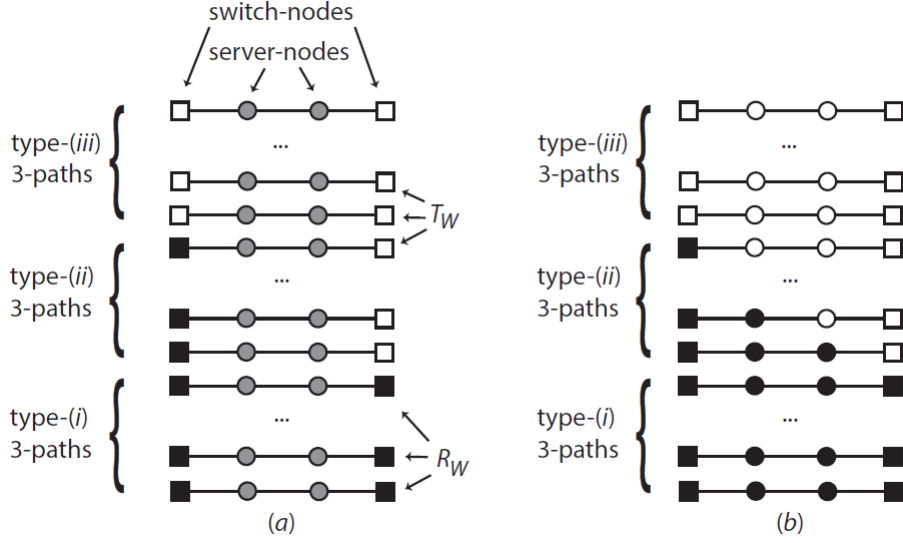 switch-nodes
server-nodes
type-(iii)
3-paths
...
type-(ii)
3-paths
...
type-(i)
3-paths
...
T_W
R_W
(a)
type-(iii)
3-paths
...
type-(ii)
3-paths
...
type-(i)
3-paths
...
(b)